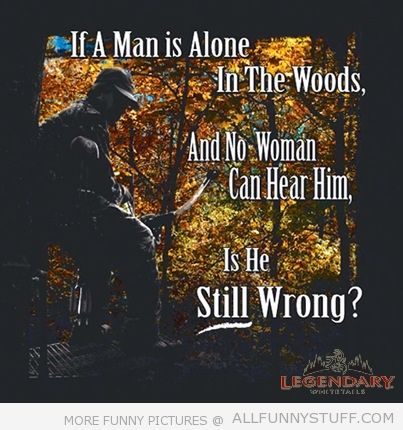 If A Man is Alone
In The Woods,
And No Woman
Can Hear Him,
Is He
Still Wrong?
LEGENDARY
WHITETAILS
MORE FUNNY PICTURES @ ALLFUNNYSTUFF.COM